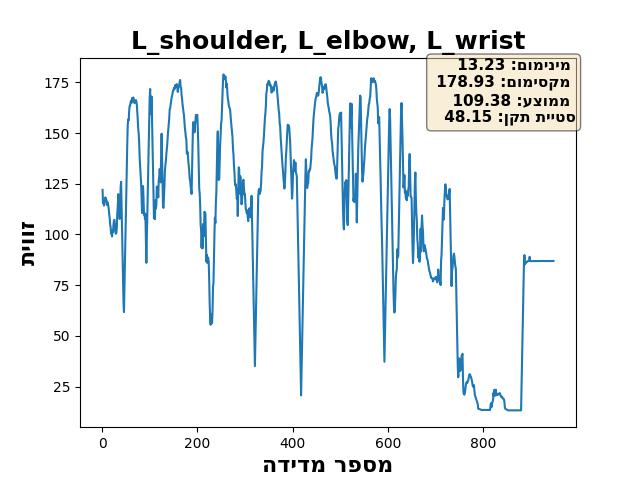 L_shoulder, L_elbow, L_wrist
מינימום: 13.23
מקסימום: 178.93
ממוצע: 109.38
סטיית תקן: 48.15
175
150
125
100
75
50
25
זווית
0 200 400 600 800
מספר מדידה